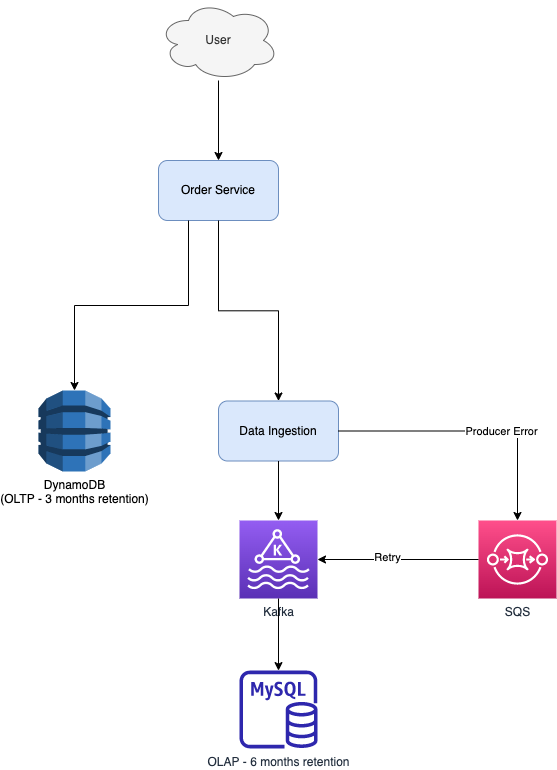 User
Order Service
Data Ingestion
Producer Error
DynamoDB
(OLTP - 3 months retention)
K
Retry
Kafka
SQS
MySQL
OLAP - 6 months retention